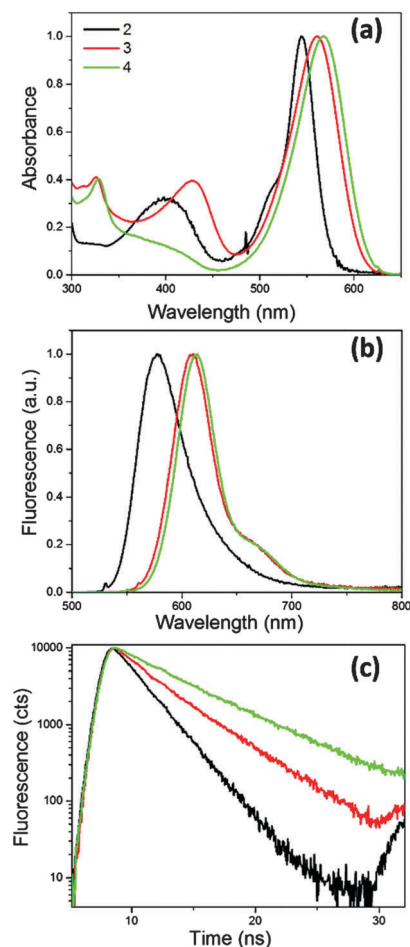 (a)
2
3
4
Absorbance
1.0
0.8
0.6
0.4
0.2
0.0
300 400 500 600
Wavelength (nm)
(b)
Fluorescence (a.u.)
1.0
0.8
0.6
0.4
0.2
0.0
500 600 700 800
Wavelength (nm)
(c)
Fluorescence (cts)
10000
1000
100
10
10 20 30
Time (ns)